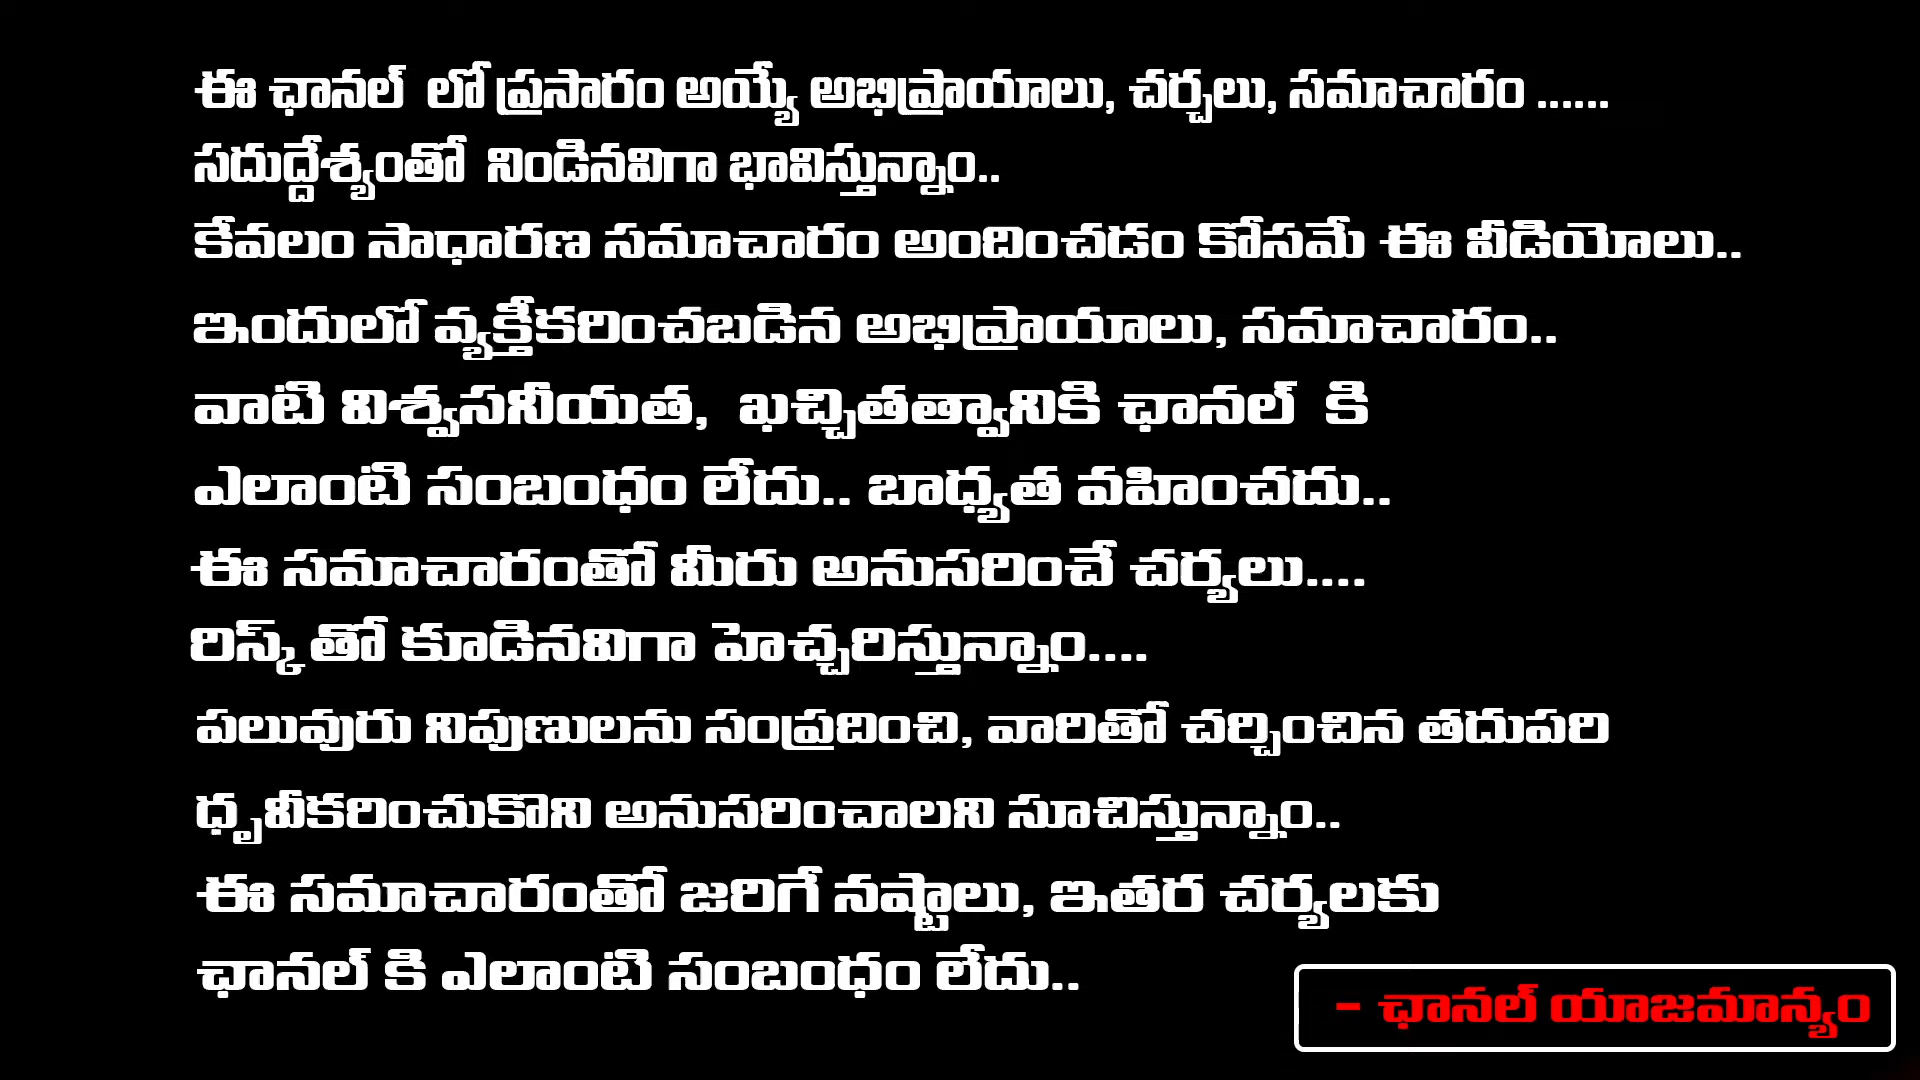 ఈ ఛానల్ లో ప్రసారం అయ్యే అభిప్రాయాలు, చర్చలు, సమాచారం ......
సదుద్దేశ్యంతో నిండినవిగా భావిస్తున్నాం..
కేవలం సాధారణ సమాచారం అందించడం కోసమే ఈ వీడియోలు..
ఇందులో వ్యక్తీకరించబడిన అభిప్రాయాలు, సమాచారం..
వాటి విశ్వసనీయత, ఖచ్చితత్వానికి ఛానల్ కి
ఎలాంటి సంబంధం లేదు.. బాధ్యత వహించదు..
ఈ సమాచారంతో మీరు అనుసరించే చర్యలు....
రిస్క్ తో కూడినవిగా హెచ్చరిస్తున్నాం....
పలువురు నిపుణులను సంప్రదించి, వారితో చర్చించిన తదుపరి
ధృవీకరించుకొని అనుసరించాలని సూచిస్తున్నాం..
ఈ సమాచారంతో జరిగే నష్టాలు, ఇతర చర్యలకు
ఛానల్ కి ఎలాంటి సంబంధం లేదు..
- ఛానల్ యాజమాన్యం